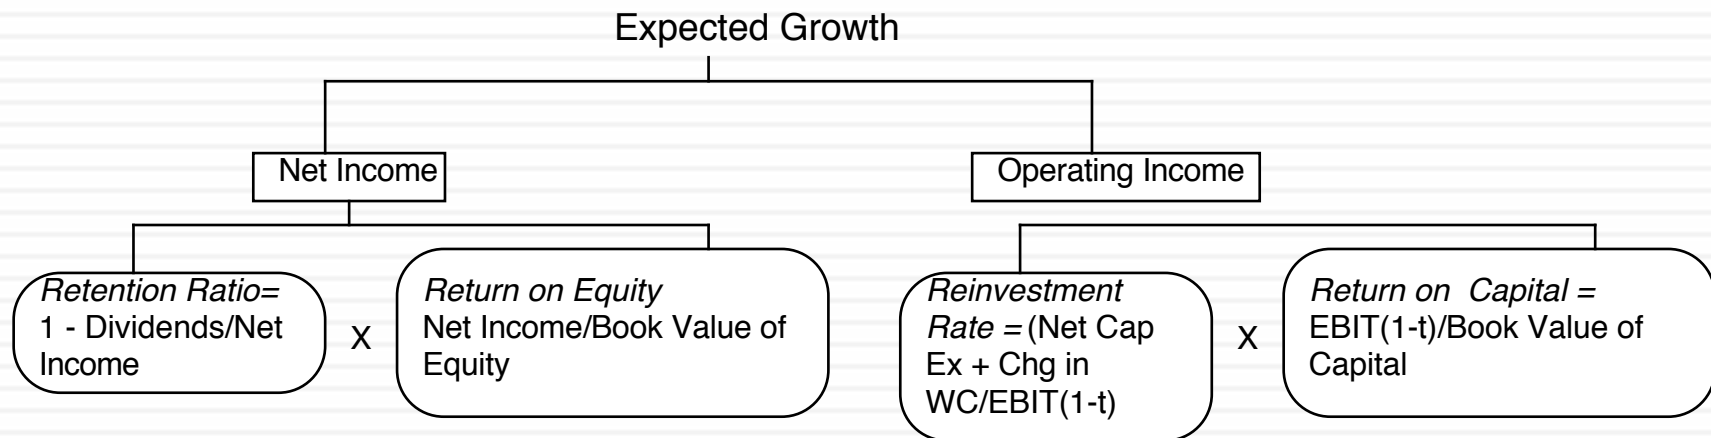 Expected Growth
Net Income
Operating Income
Retention Ratio=
1 - Dividends/Net
Income
X
Return on Equity
Net Income/Book Value of
Equity
Reinvestment
Rate = (Net Cap
Ex + Chg in
WC/EBIT(1-t)
X
Return on  Capital =
EBIT(1-t)/Book Value of
Capital